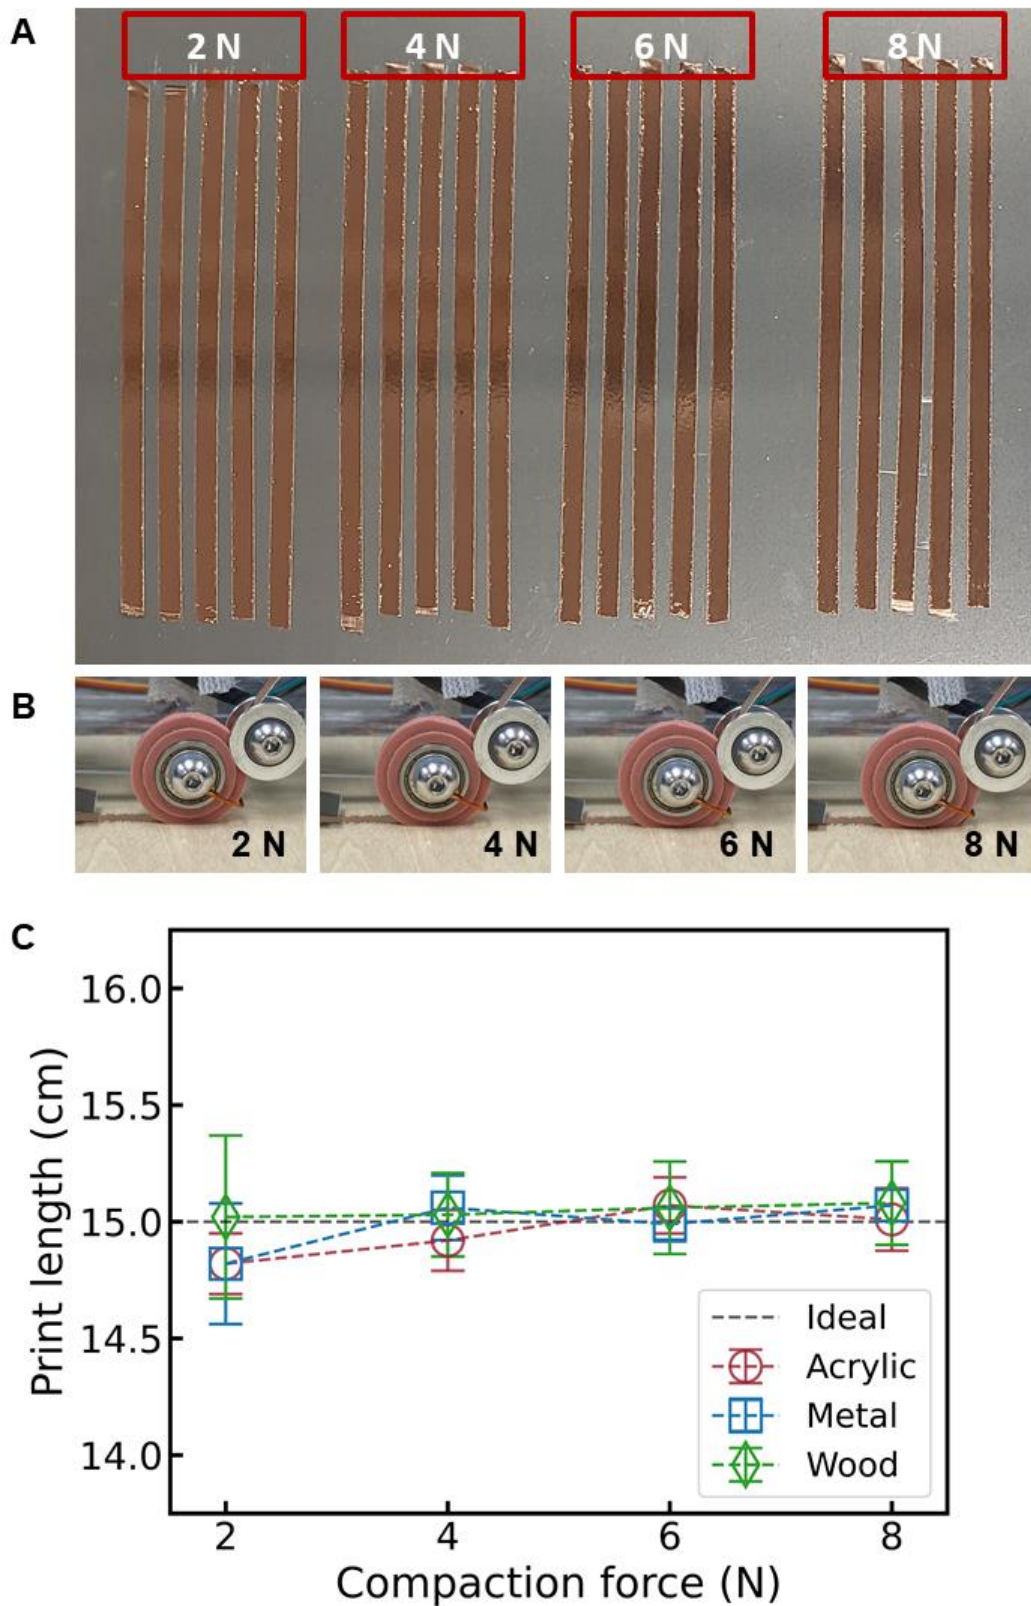 A
2 N
4 N
6 N
8 N
B
2 N
4 N
6 N
8 N
C
16.0
15.5
15.0
14.5
14.0
Print length (cm)
Ideal
Acrylic
Metal
Wood
2
4
6
8
Compaction force (N)